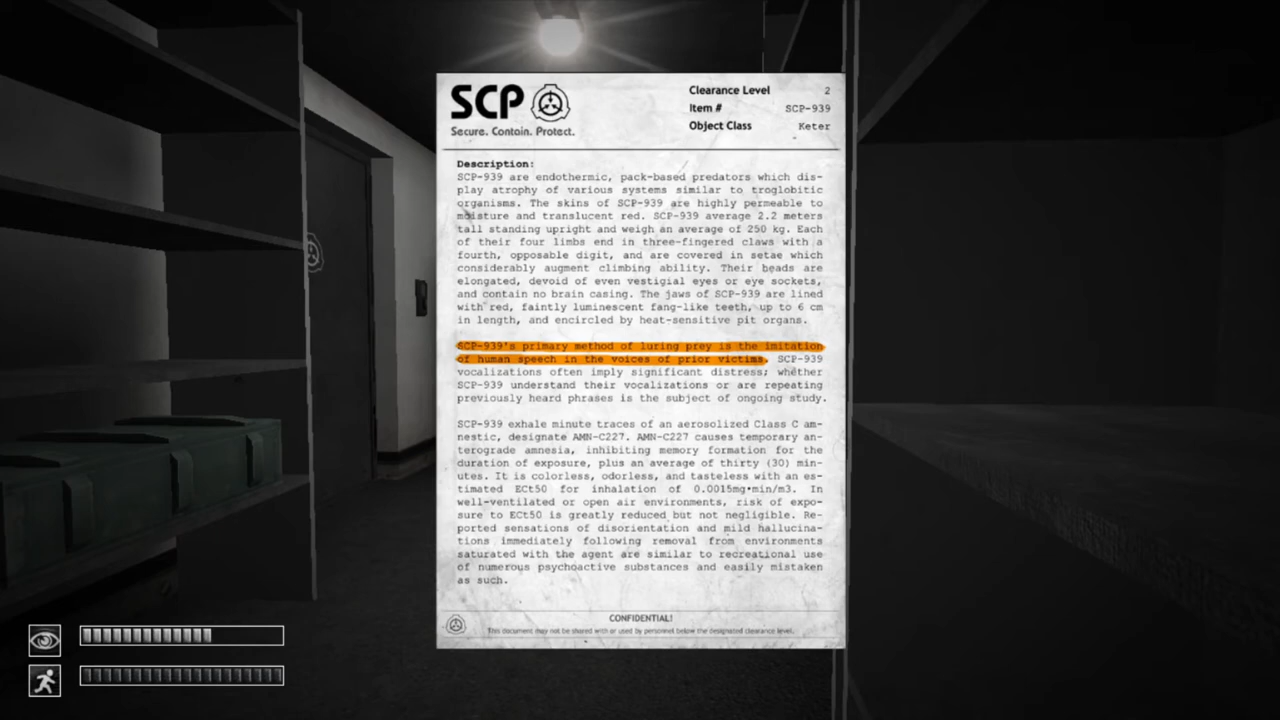 SCP
Secure. Contain. Protect.
Clearance Level 2
Item # SCP-939
Object Class Keter
Description:
SCP-939 are endothermic, pack-based predators which dis-
play atrophy of various systems similar to troglobitic
organisms. The skins of SCP-939 are highly permeable to
moisture and translucent red. SCP-939 average 2.2 meters
tall standing upright and weigh an average of 250 kg. Each
of their four limbs end in three-fingered claws with a
fourth, opposable digit, and are covered in setae which
considerably augment climbing ability. Their heads are
elongated, devoid of even vestigial eyes or eye sockets,
and contain no brain casing. The jaws of SCP-939 are lined
with red, faintly luminescent fang-like teeth, up to 6 cm
in length, and encircled by heat-sensitive pit organs.
SCP-939's primary method of luring prey is the imitation
of human speech in the voices of prior victims. SCP-939
vocalizations often imply significant distress; whether
SCP-939 understand their vocalizations or are repeating
previously heard phrases is the subject of ongoing study.
SCP-939 exhale minute traces of an aerosolized Class C am-
nestic, designate AMN-C227. AMN-C227 causes temporary an-
terograde amnesia, inhibiting memory formation for the
duration of exposure, plus an average of thirty (30) min-
utes. It is colorless, odorless, and tasteless with an es-
timated ECt50 for inhalation of 0.0015mg•min/m3. In
well-ventilated or open air environments, risk of expo-
sure to ECt50 is greatly reduced but not negligible. Re-
ported sensations of disorientation and mild hallucina-
tions immediately following removal from environments
saturated with the agent are similar to recreational use
of numerous psychoactive substances and easily mistaken
as such.
CONFIDENTIAL!
This document may not be shared with or used by personnel below the designated clearance level.